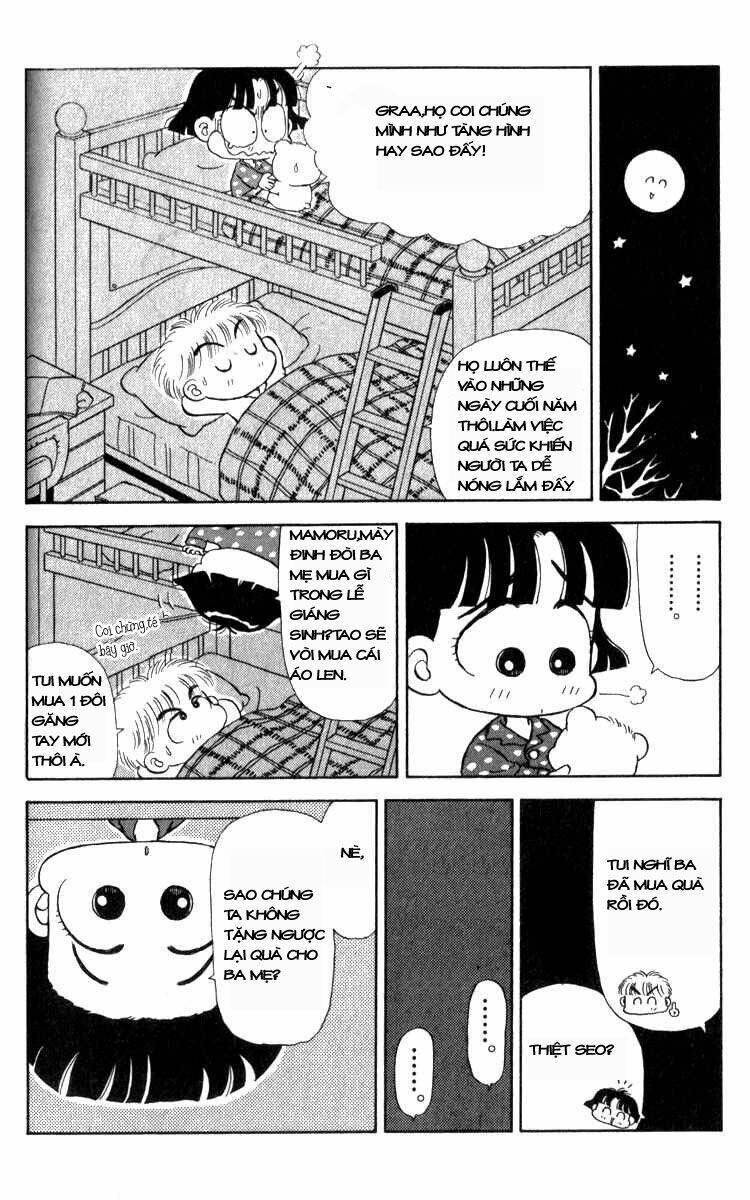 GRAA,HỌ COI CHÚNG
MÌNH NHƯ TÀNG HÌNH
HAY SAO ĐẤY!
HỌ LUÔN THẾ
VÀO NHỮNG
NGÀY CUỐI NĂM
THÔI.LÀM VIỆC
QUÁ SỨC KHIẾN
NGƯỜI TA DỄ
NÓNG LẮM ĐẤY
.........
MAMORU,MÀY
ĐỊNH ĐÒI BA
MẸ MUA GÌ
TRONG LỄ
GIÁNG
SINH?TAO SẼ
VÒI MUA CÁI
ÁO LEN.
Coi chừng,té
bây giờ.
TUI MUỐN
MUA 1 ĐÔI
GĂNG
TAY MỚI
THÔI À.
TUI NGHĨ BA
ĐÃ MUA QUÀ
RỒI ĐÓ.
THIỆT SEO?
.......
.......
NÈ,
SAO CHÚNG
TA KHÔNG
TẶNG NGƯỢC
LẠI QUÀ CHO
BA MẸ?